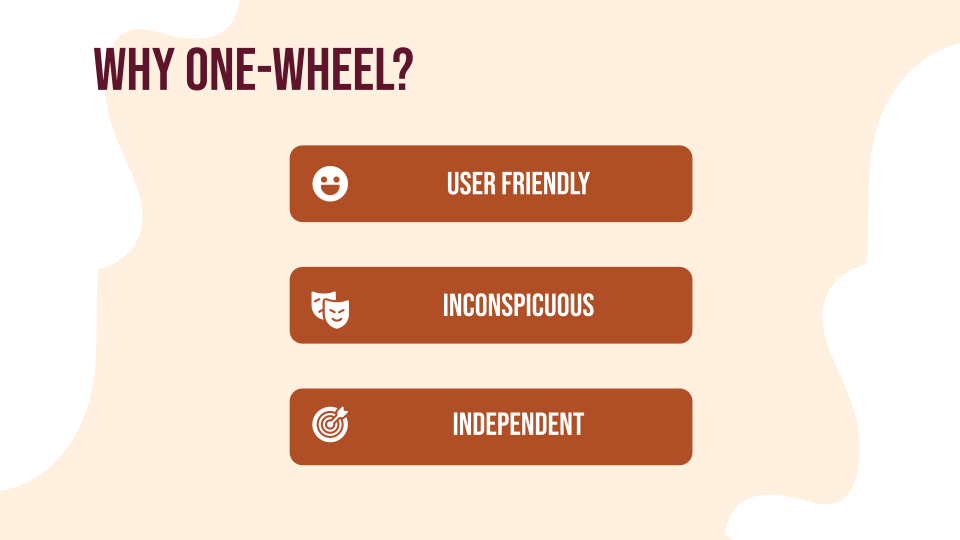 WHY ONE-WHEEL?
USER FRIENDLY
INCONSPICUOUS
INDEPENDENT